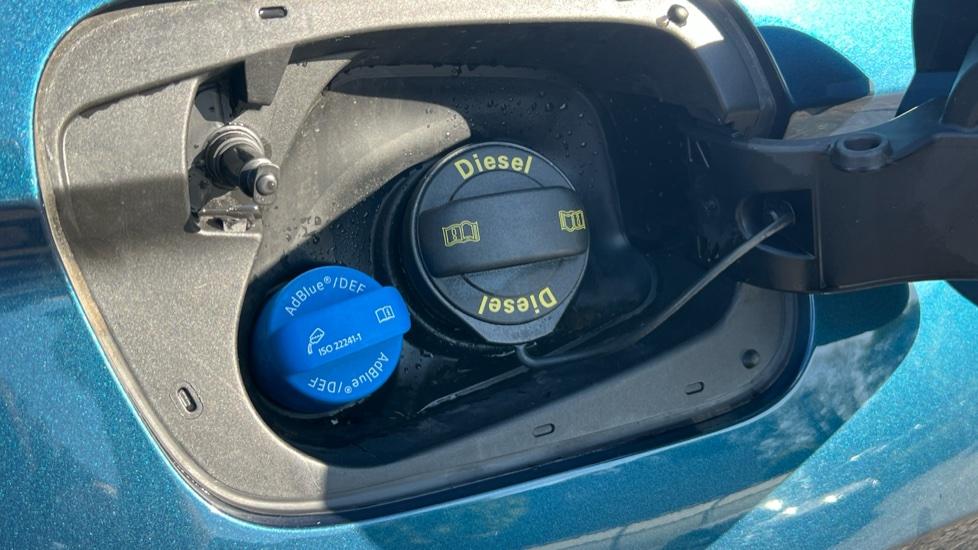 Diesel
Diesel
AdBlue®/DEF
ISO 22241-1
AdBlue®/DEF